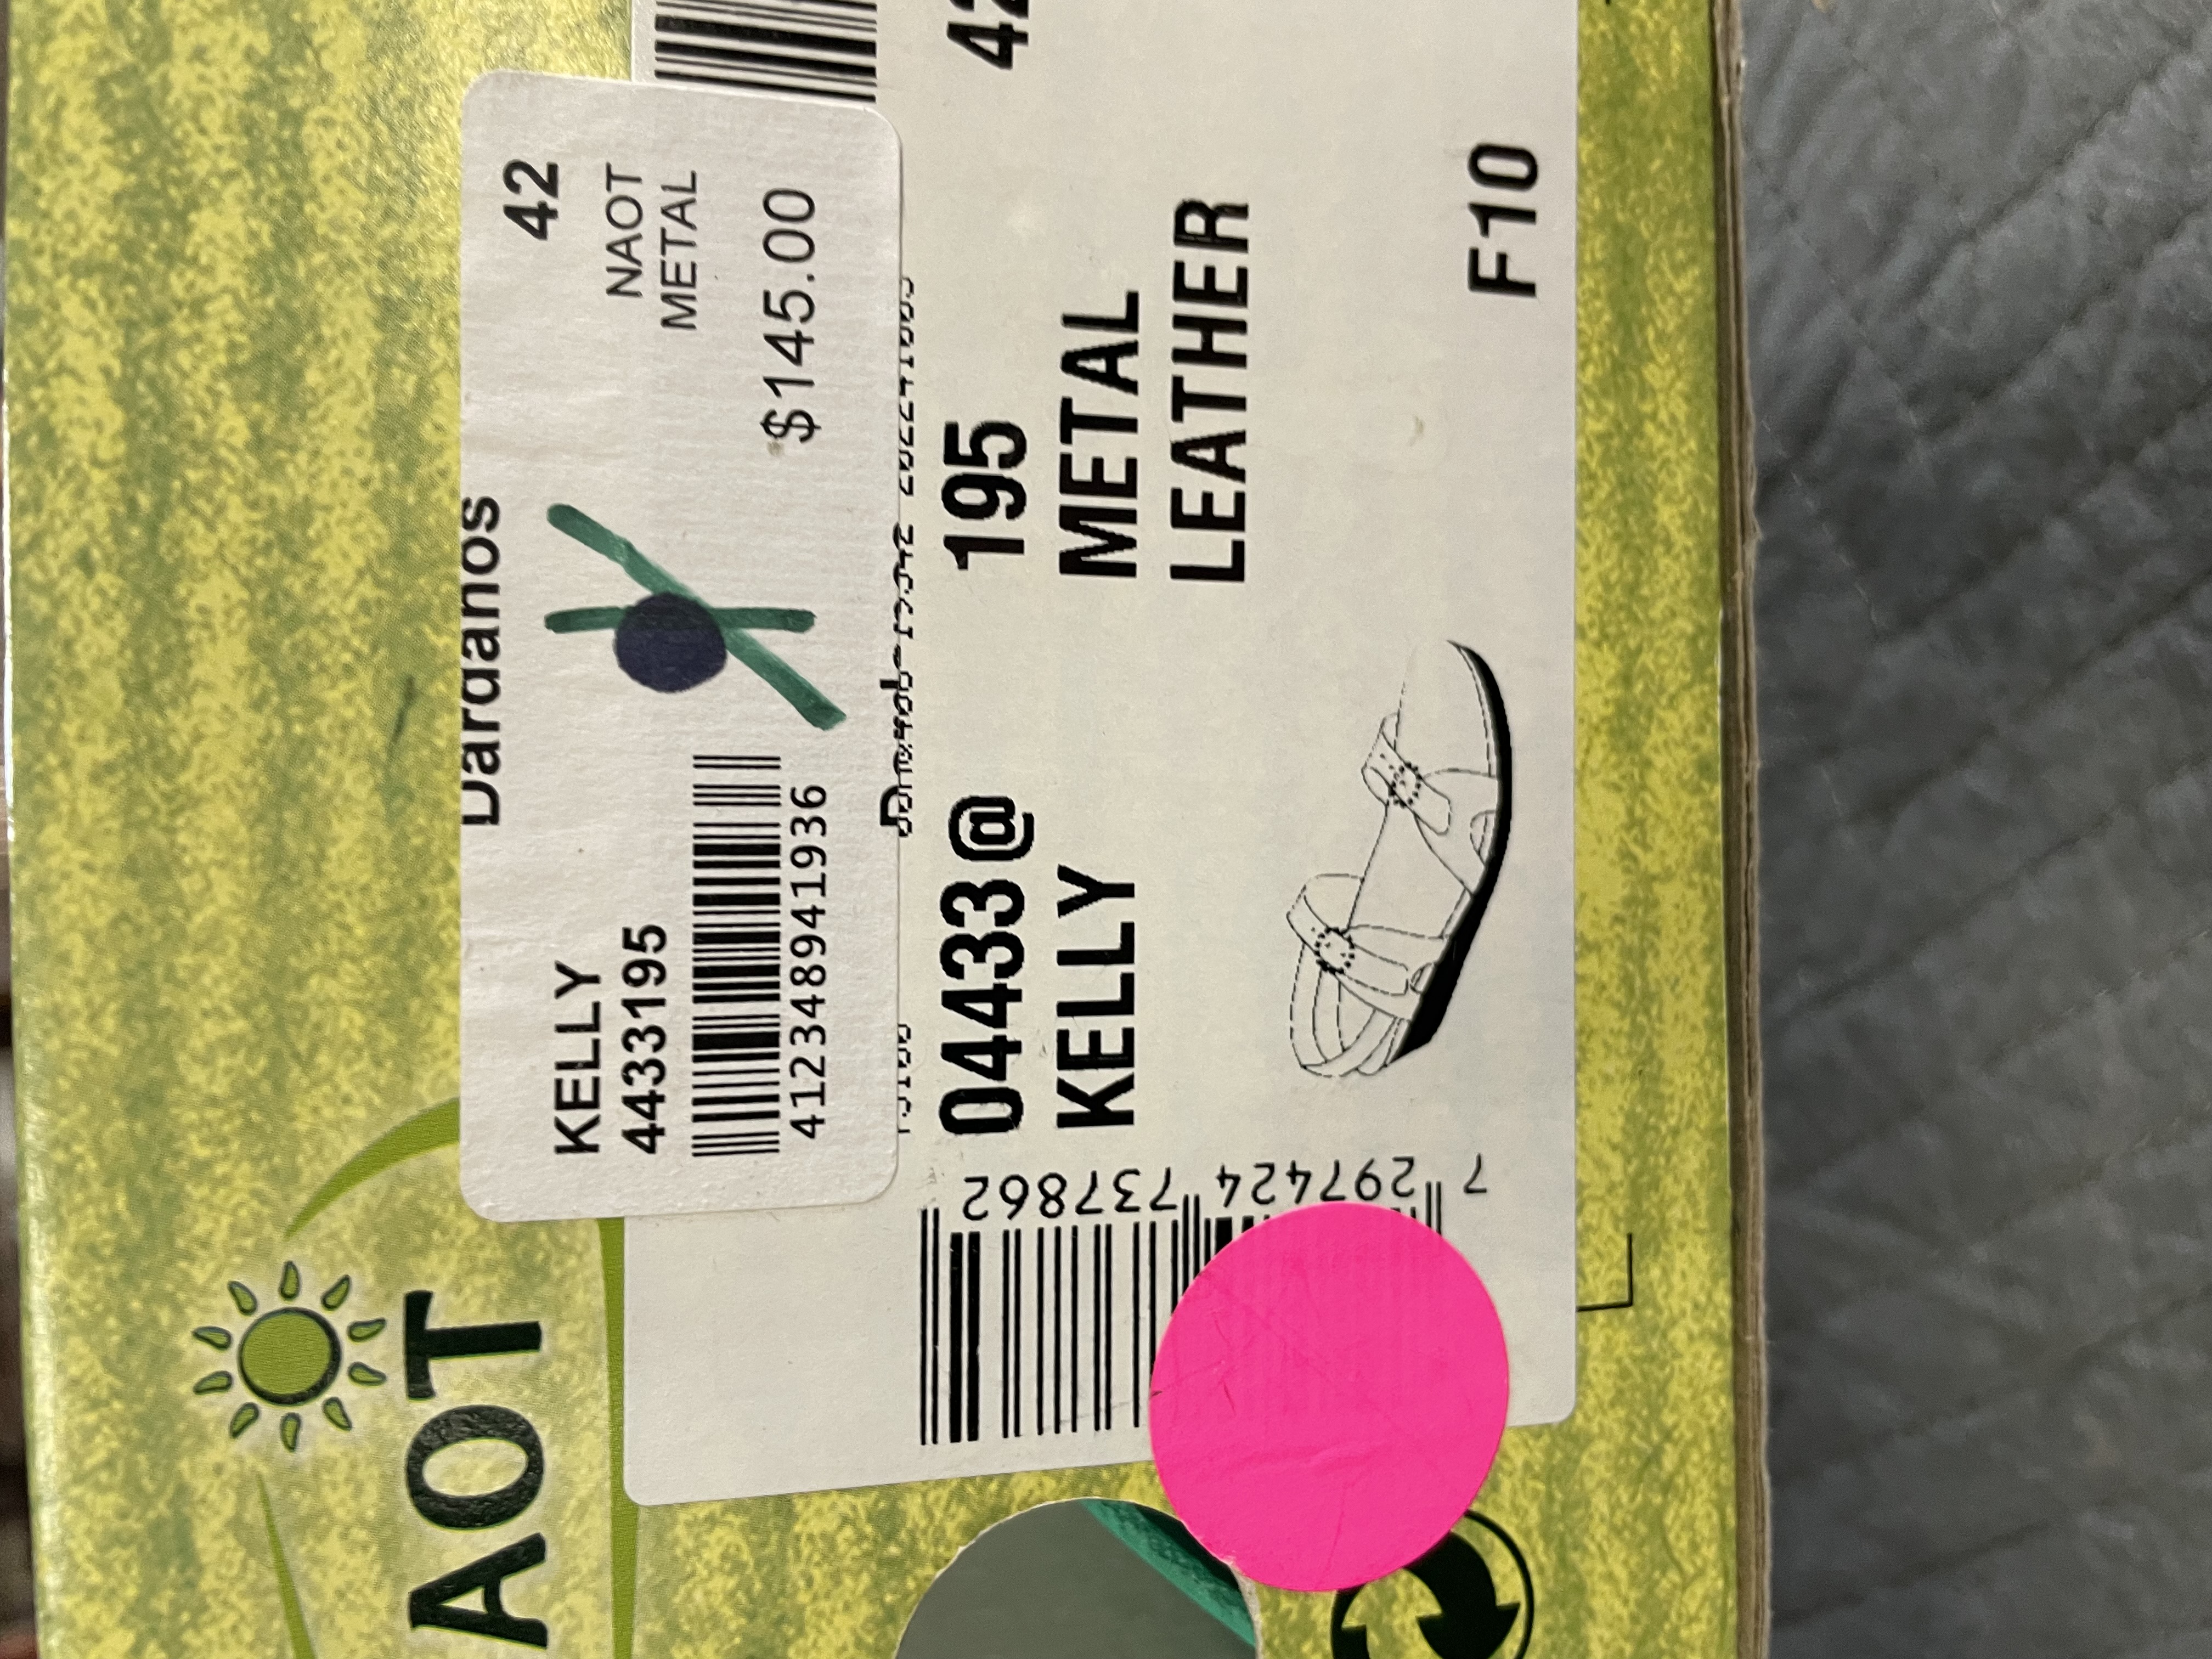 Dardanos
KELLY 42
4433195 NAOT
METAL
412348941936
$145.00
04433@ 195 42
KELLY METAL
LEATHER
F10
7 297424 737862
AOT